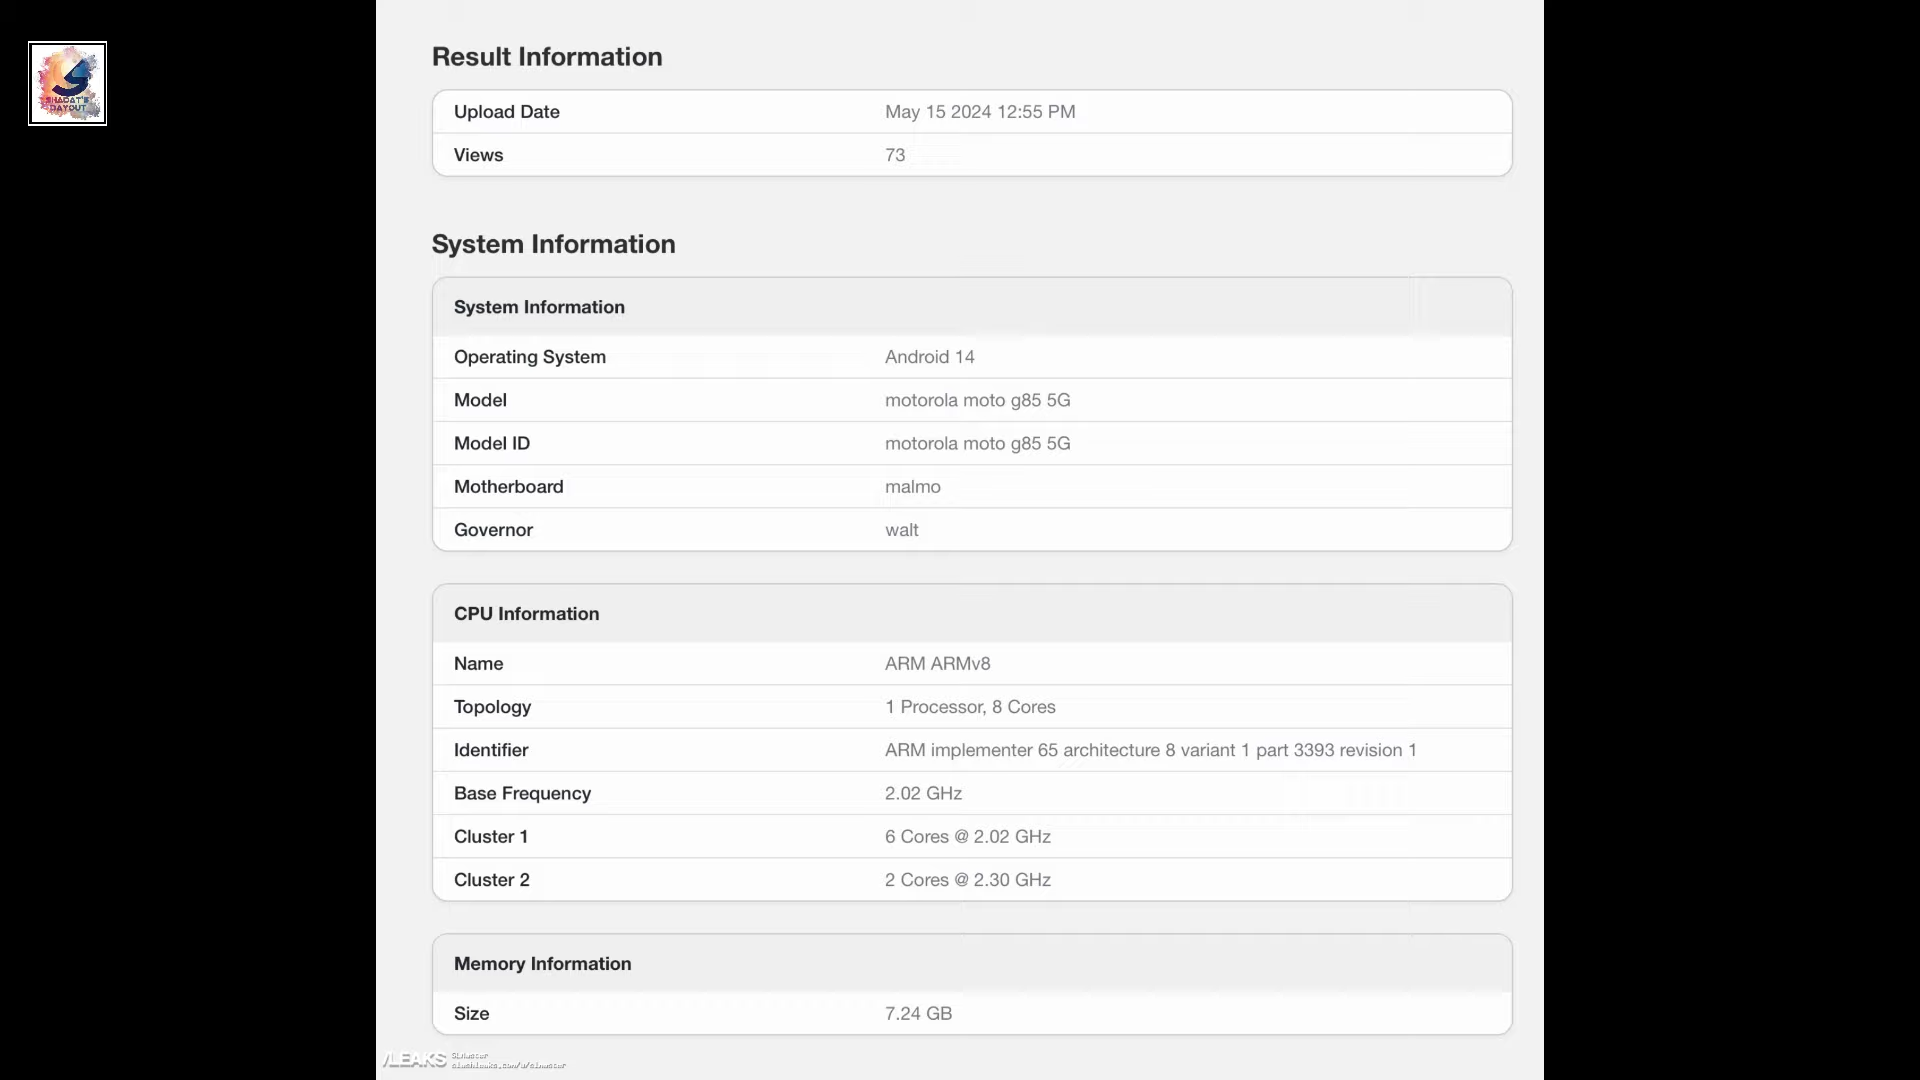 SHADAT'S
DAYOUT
Result Information
Upload Date May 15 2024 12:55 PM
Views 73
System Information
System Information
Operating System Android 14
Model motorola moto g85 5G
Model ID motorola moto g85 5G
Motherboard malmo
Governor walt
CPU Information
Name ARM ARMv8
Topology 1 Processor, 8 Cores
Identifier ARM implementer 65 architecture 8 variant 1 part 3393 revision 1
Base Frequency 2.02 GHz
Cluster 1 6 Cores @ 2.02 GHz
Cluster 2 2 Cores @ 2.30 GHz
Memory Information
Size 7.24 GB
/LEAKS